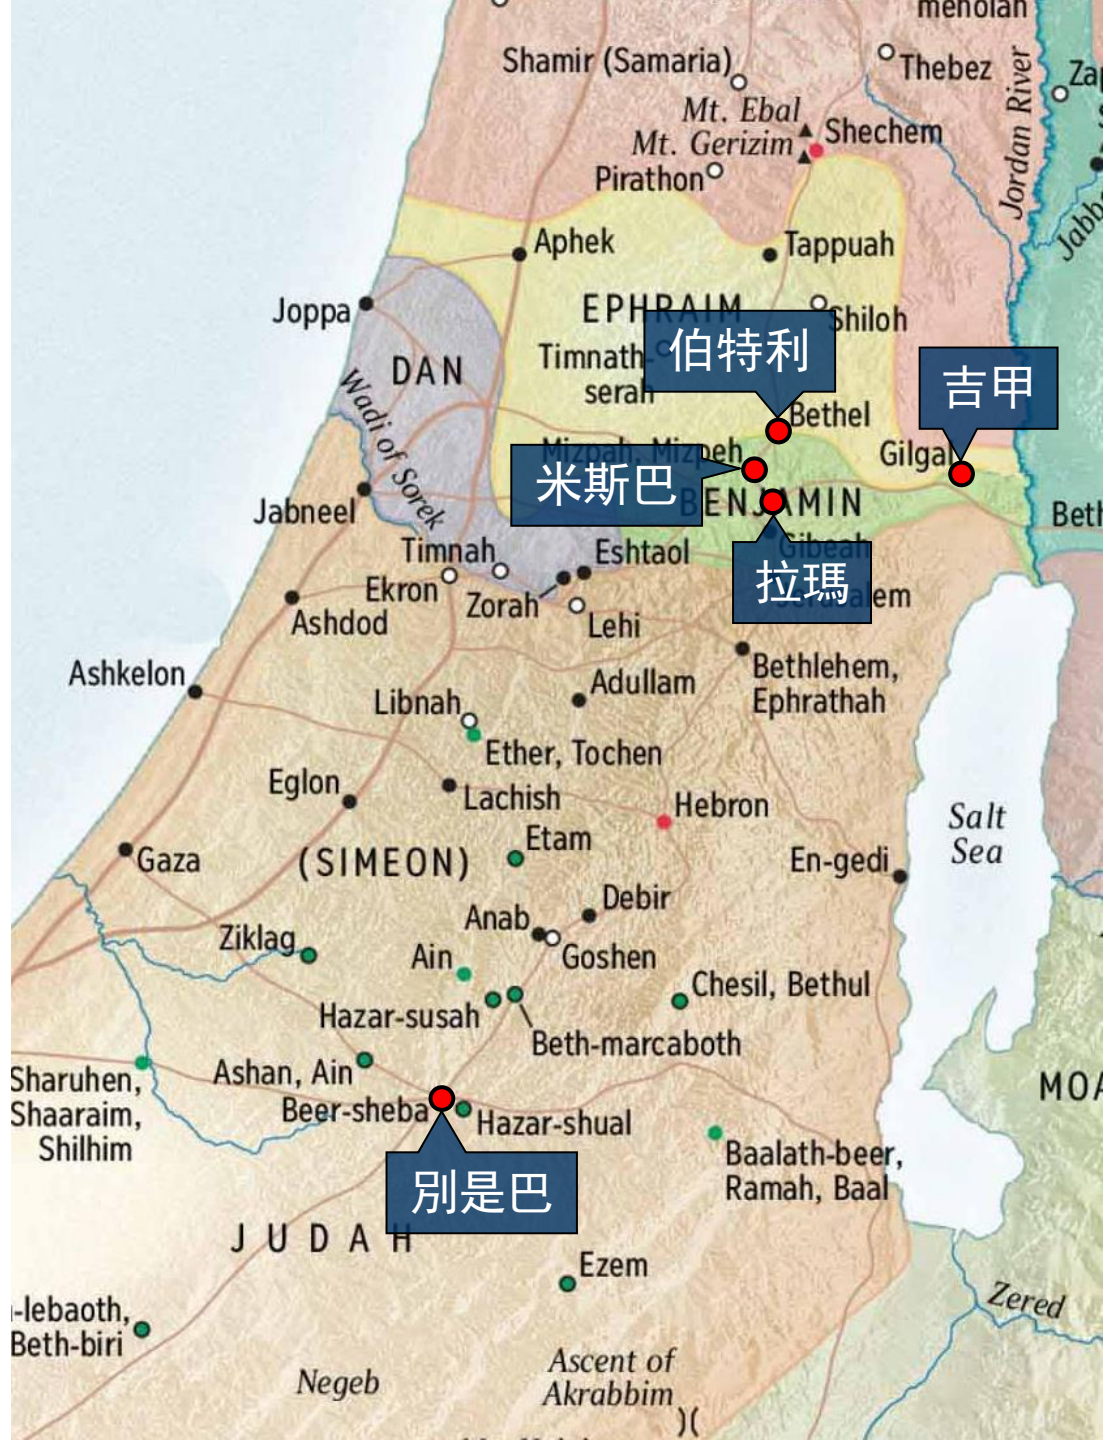 meholah
Shamir (Samaria)
Thebez
Jordan River
Mt. Ebal
Mt. Gerizim
Shechem
Pirathon
Aphek
Tappuah
Joppa
EPHRAIM
Shiloh
伯特利
Timnath-
serah
吉甲
DAN
Wadi of Sorek
Bethel
Mizpah, Mizpeh
Gilgal
米斯巴
BENJAMIN
Jabneel
Gibeah
Timnah
Eshtaol
拉瑪
Jerusalem
Ekron
Zorah
Ashdod
Lehi
Ashkelon
Bethlehem,
Ephrathah
Adullam
Libnah
Ether, Tochen
Eglon
Lachish
Hebron
Salt
Sea
Etam
Gaza
(SIMEON)
En-gedi
Debir
Anab
Ziklag
Goshen
Ain
Chesil, Bethul
Hazar-susah
Beth-marcaboth
Ashan, Ain
Sharuhen,
Shaaraim,
Shilhim
Beer-sheba
Hazar-shual
Baalath-beer,
Ramah, Baal
別是巴
JUDAH
Ezem
Zered
-lebaoth,
Beth-biri
Negeb
Ascent of
Akrabbim